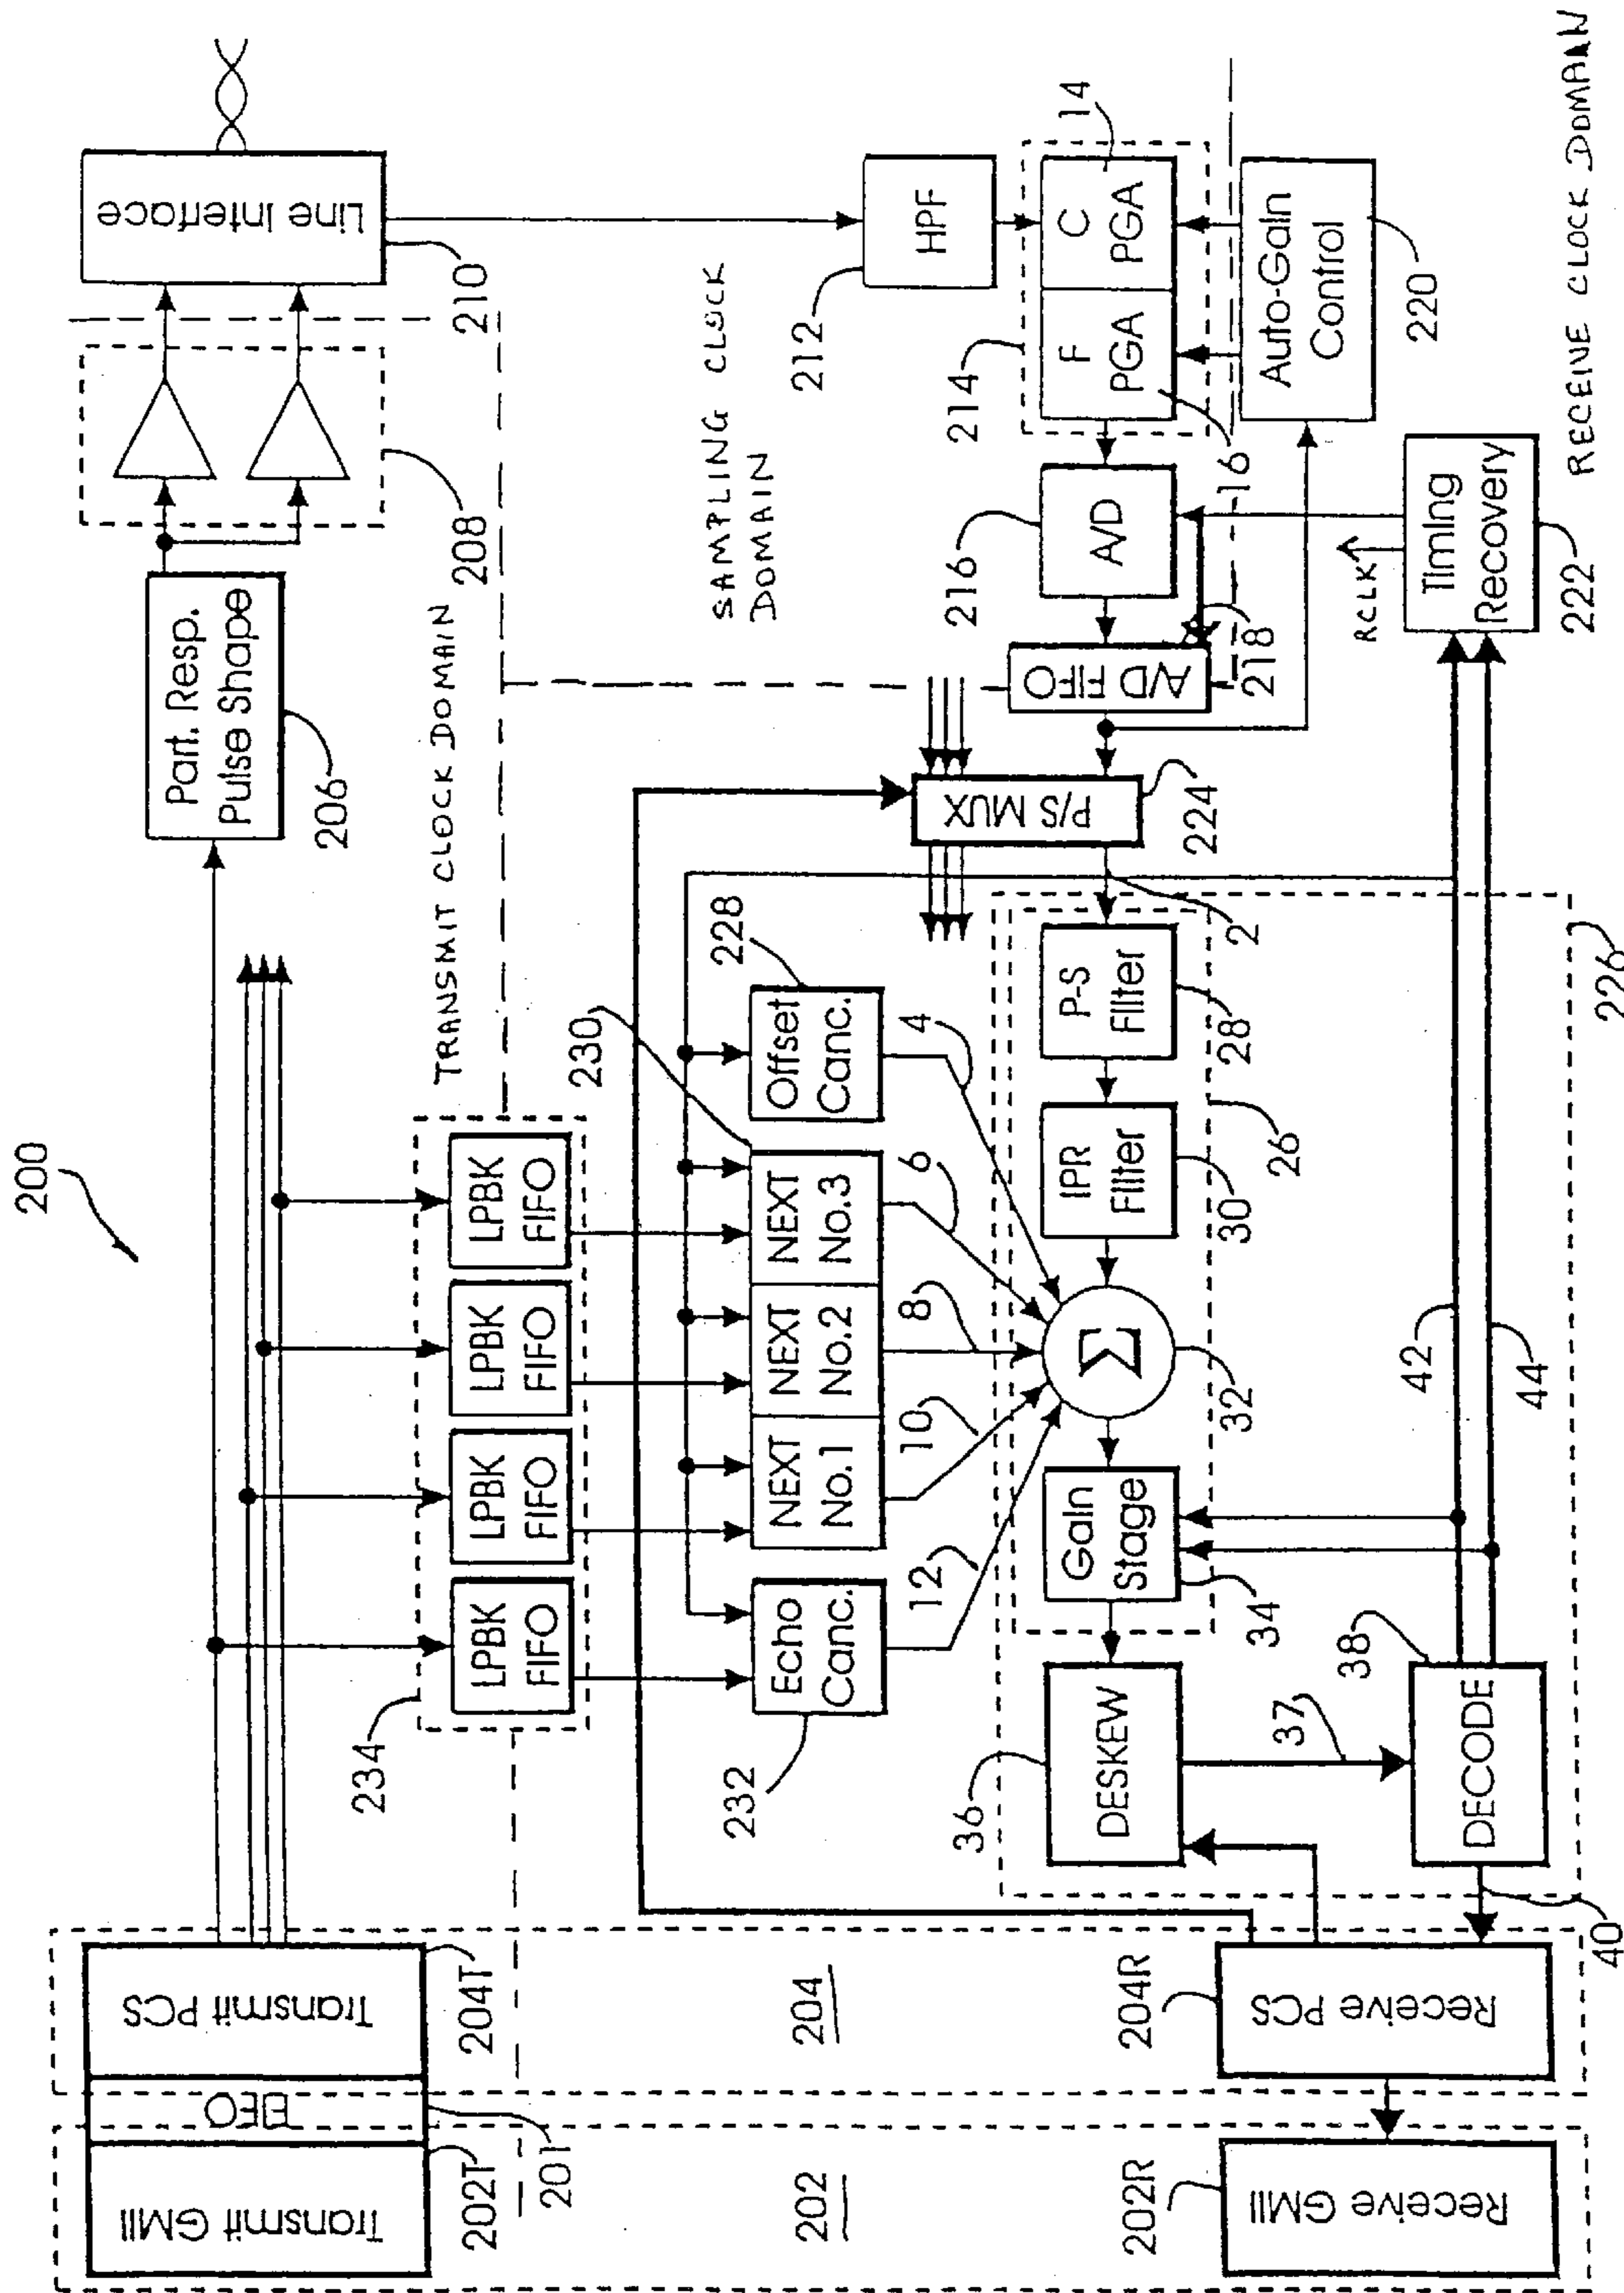 200
Transmit GMII
FIFO
Transmit PCS
202T
201
204T
Part. Resp.
Pulse Shape
206
208
Line Interface
210
TRANSMIT CLOCK DOMAIN
234
LPBK
FIFO
LPBK
FIFO
LPBK
FIFO
LPBK
FIFO
230
SAMPLING CLOCK
DOMAIN
232
Echo
Canc.
NEXT
No.1
NEXT
No.2
NEXT
No.3
Offset
Canc.
228
212
HPF
202
204
12
10
8
6
4
2
P/S MUX
224
A/D FIFO
218
216
A/D
214
F
PGA
C
PGA
14
16
36
DESKEW
Gain
Stage
34
Σ
32
IPR
Filter
30
P-S
Filter
28
26
37
38
DECODE
42
44
40
Auto-Gain
Control
220
RCLK
Timing
Recovery
222
226
202R
Receive GMII
204R
Receive PCS
RECEIVE CLOCK DOMAIN